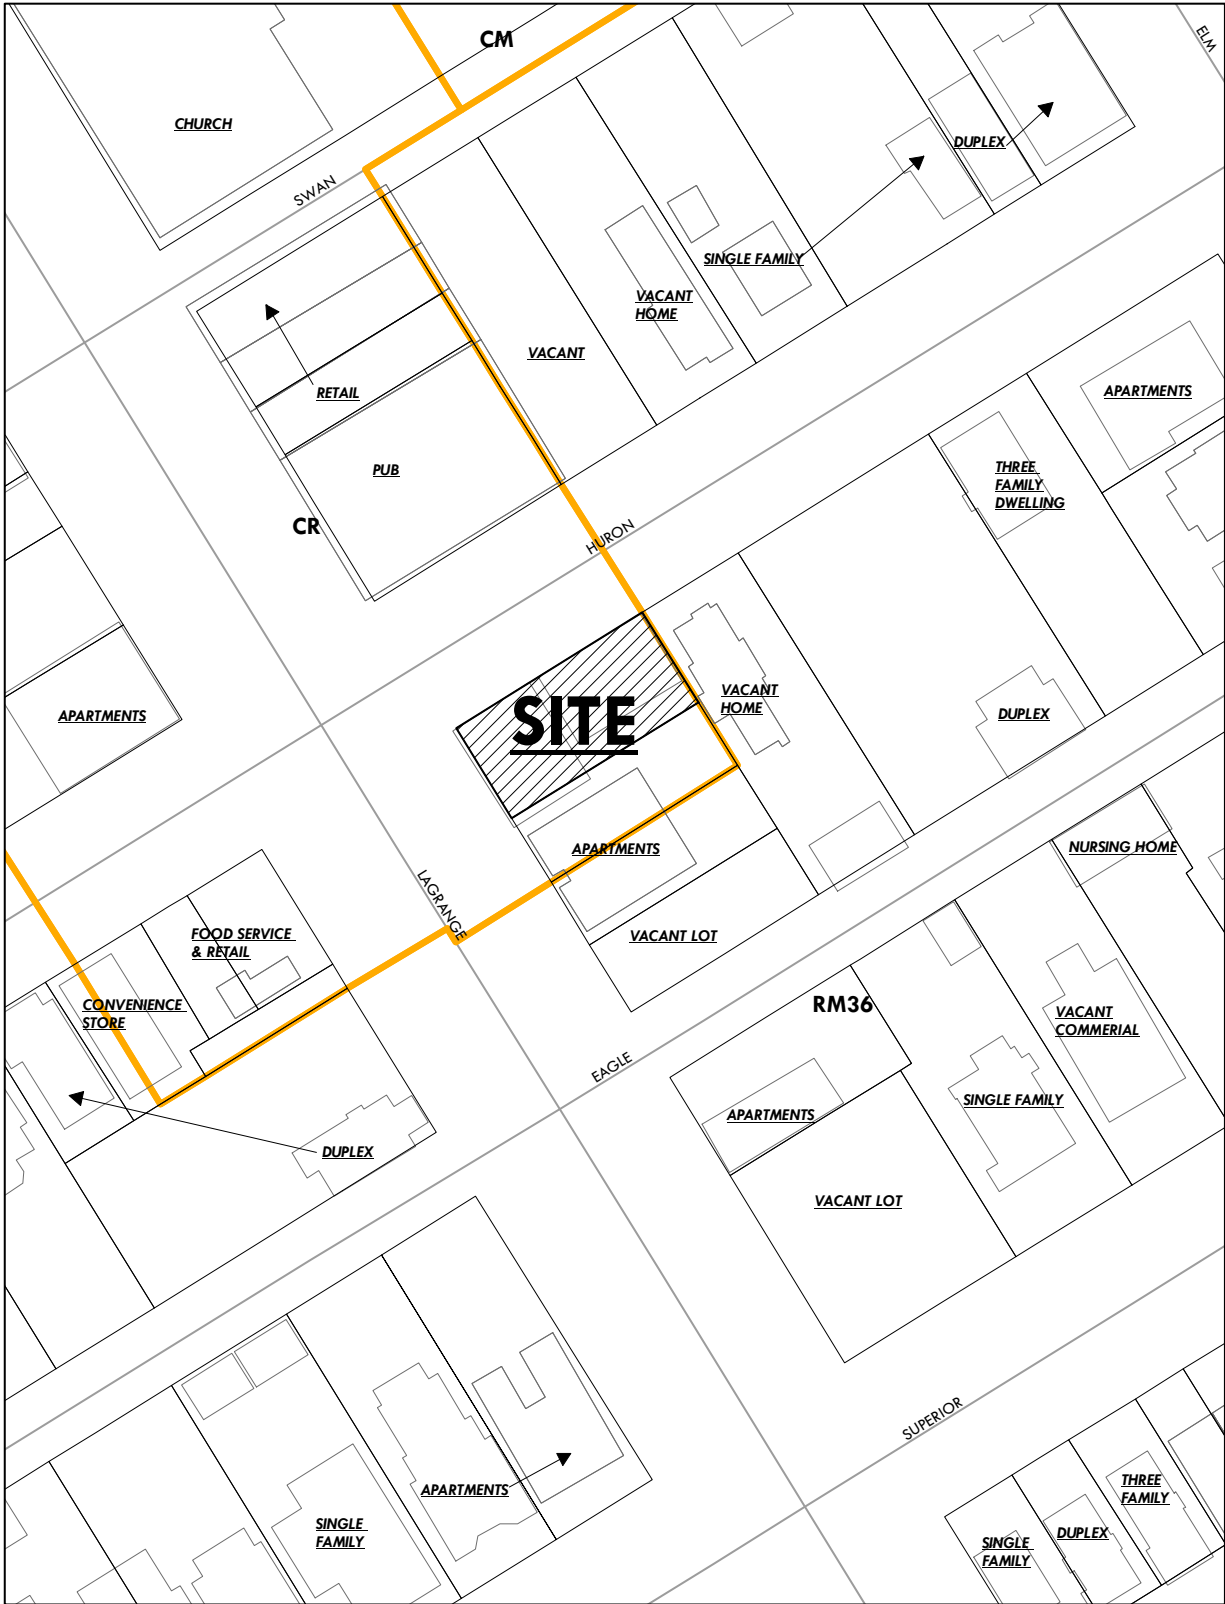 CM
ELM
CHURCH
DUPLEX
SWAN
SINGLE FAMILY
VACANT
HOME
VACANT
RETAIL
APARTMENTS
PUB
THREE
FAMILY
DWELLING
CR
HURON
SITE
VACANT
HOME
APARTMENTS
DUPLEX
APARTMENTS
NURSING HOME
LAGRANGE
FOOD SERVICE
& RETAIL
VACANT LOT
CONVENIENCE
STORE
RM36
VACANT
COMMERIAL
EAGLE
SINGLE FAMILY
APARTMENTS
DUPLEX
VACANT LOT
SUPERIOR
APARTMENTS
THREE
FAMILY
SINGLE
FAMILY
DUPLEX
SINGLE
FAMILY